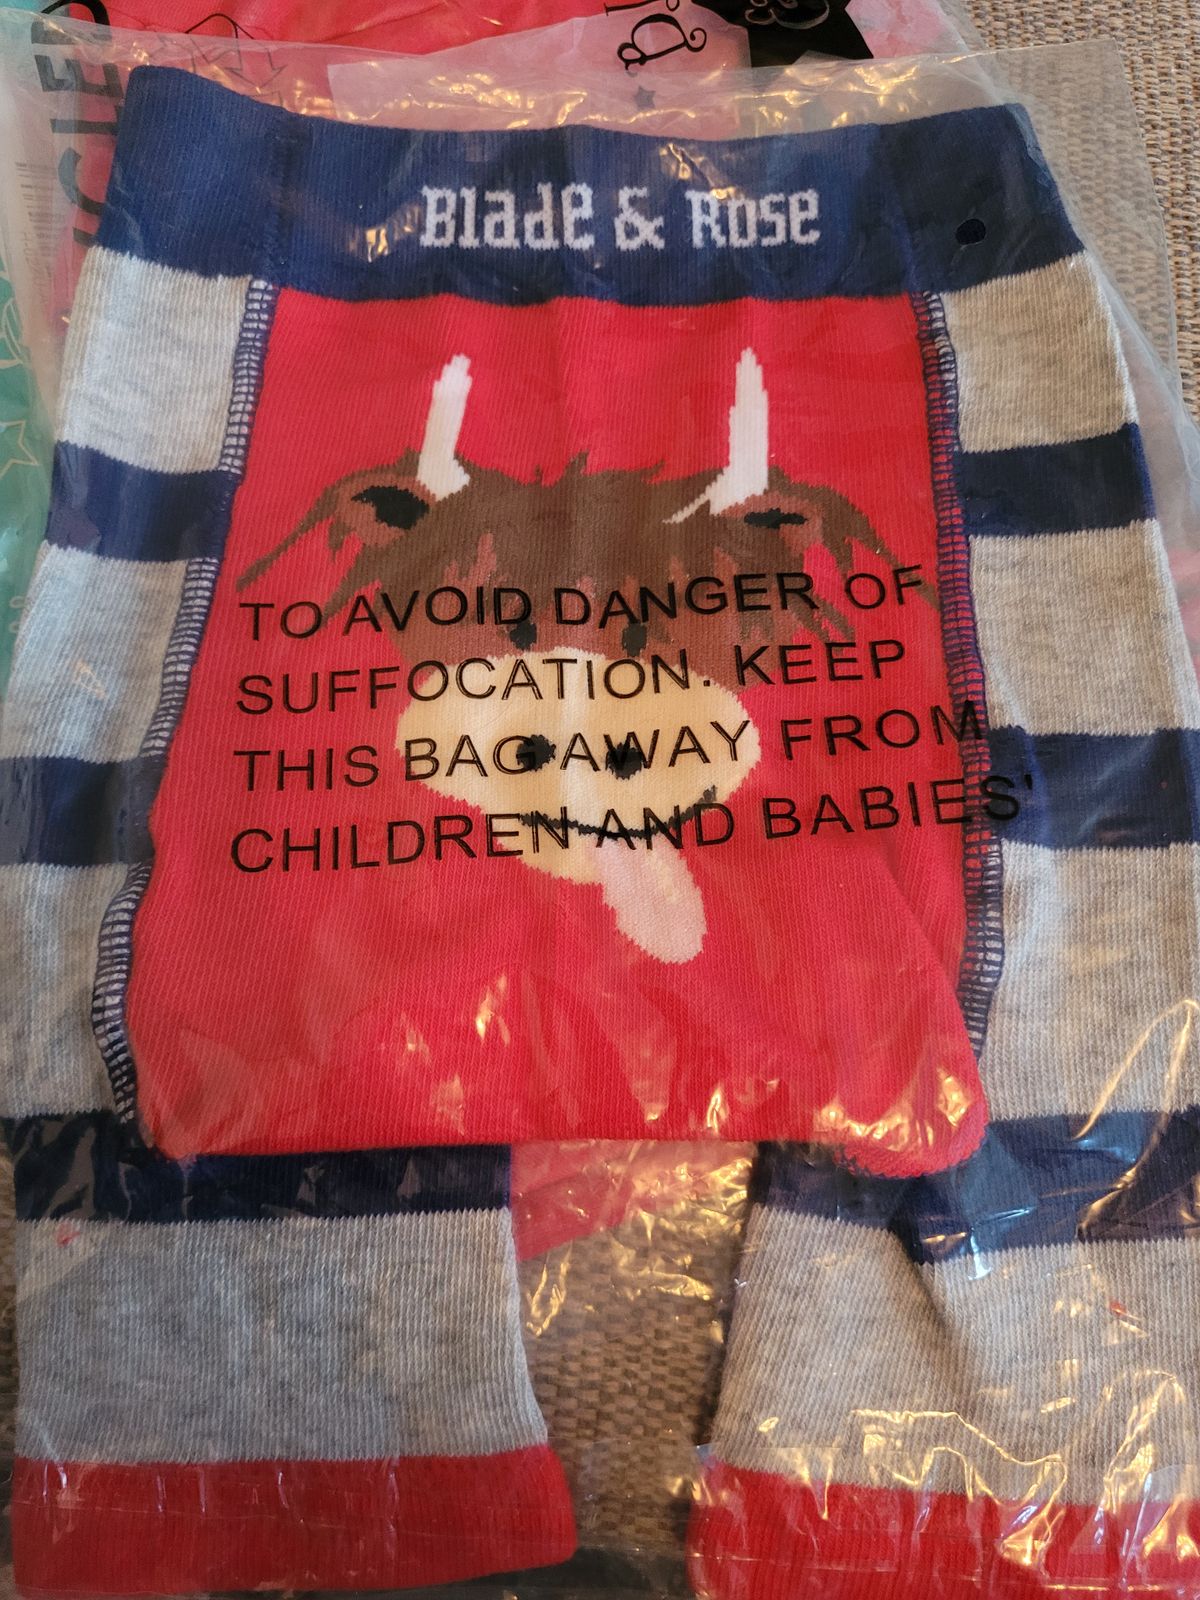 Blade & Rose
TO AVOID DANGER OF
SUFFOCATION. KEEP
THIS BAG AWAY FROM
CHILDREN AND BABIES'